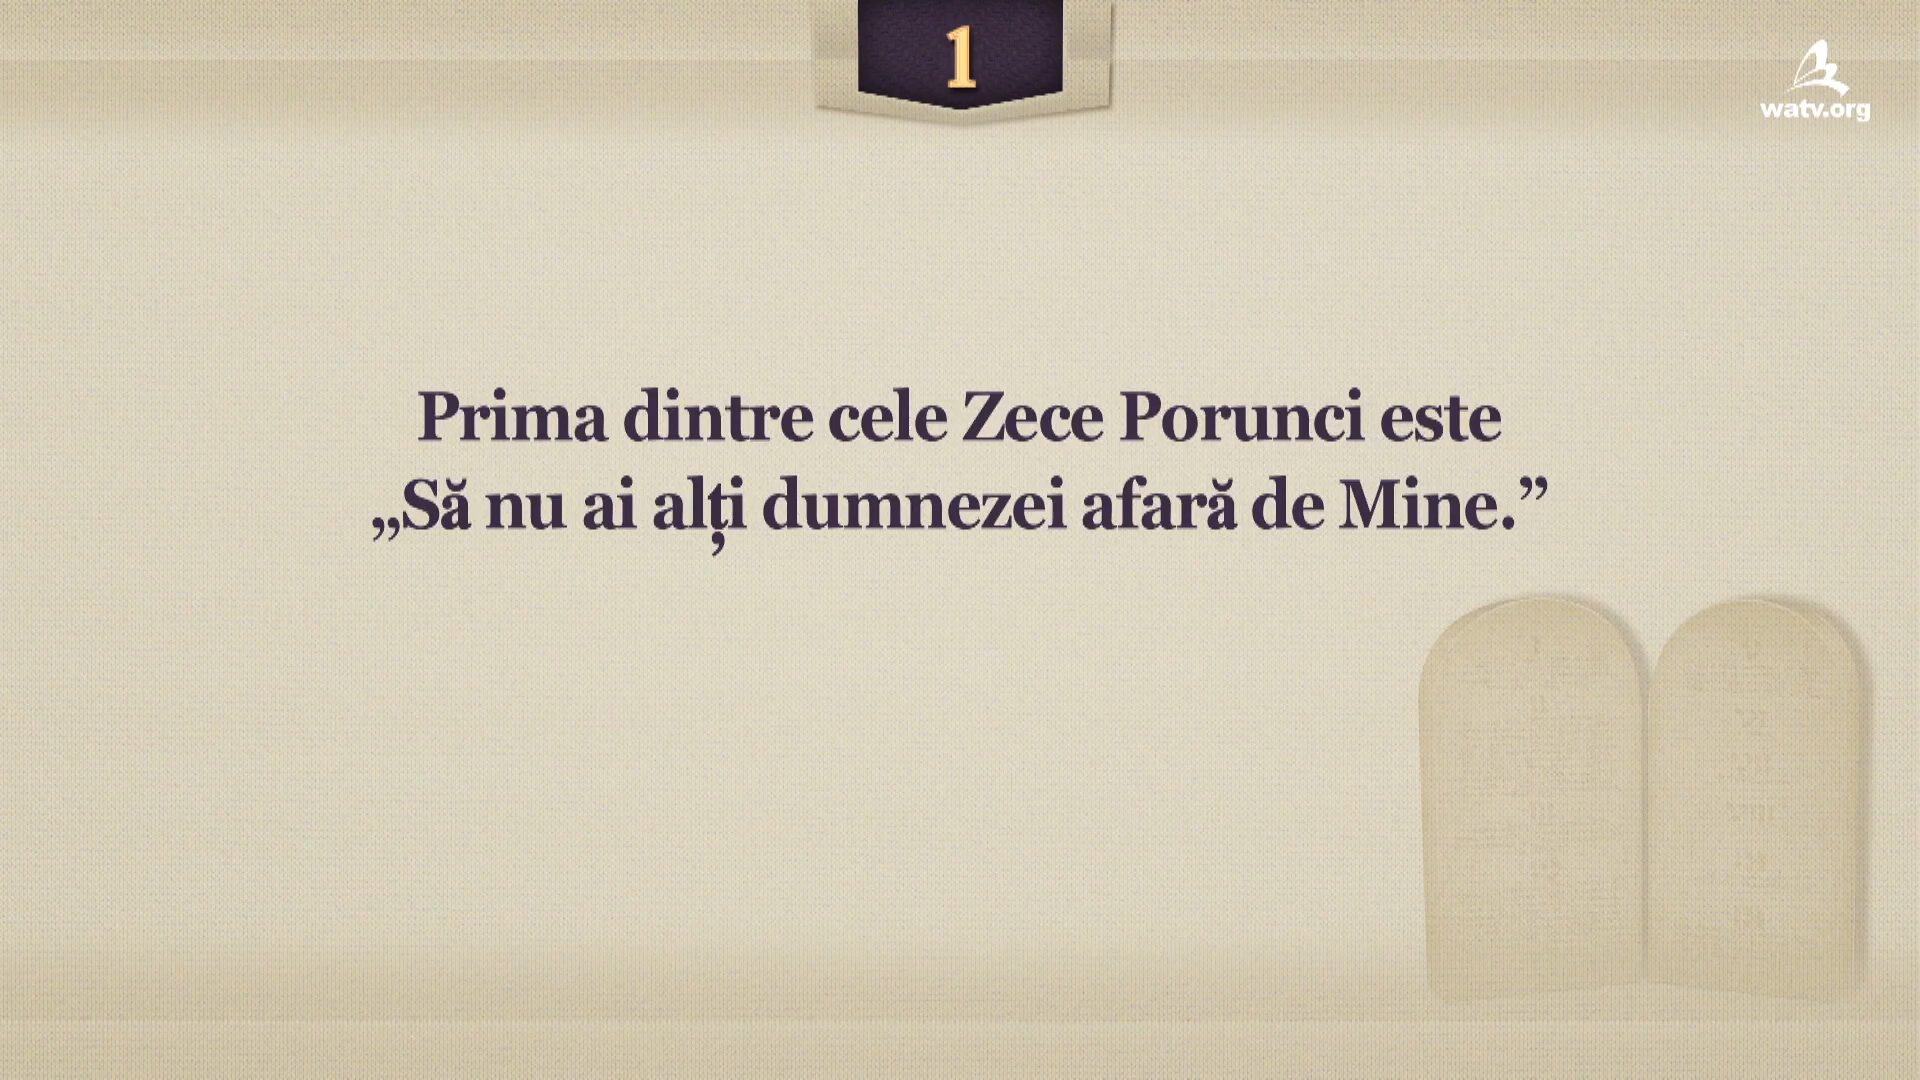 1
watv.org
Prima dintre cele Zece Porunci este
„Să nu ai alți dumnezei afară de Mine.”